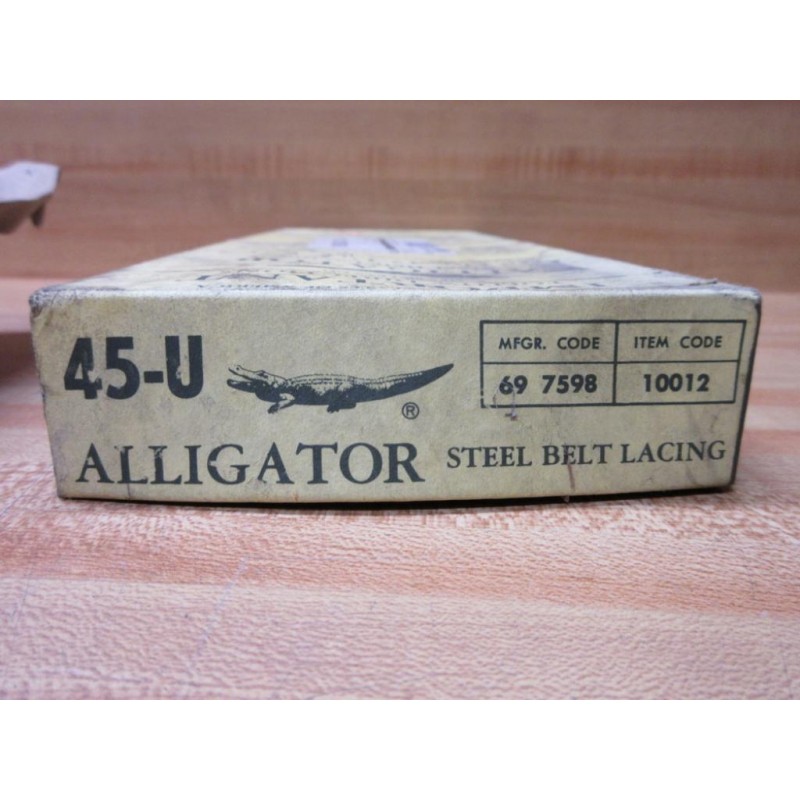 45-U
®
MFGR. CODE ITEM CODE
69 7598 10012
ALLIGATOR STEEL BELT LACING